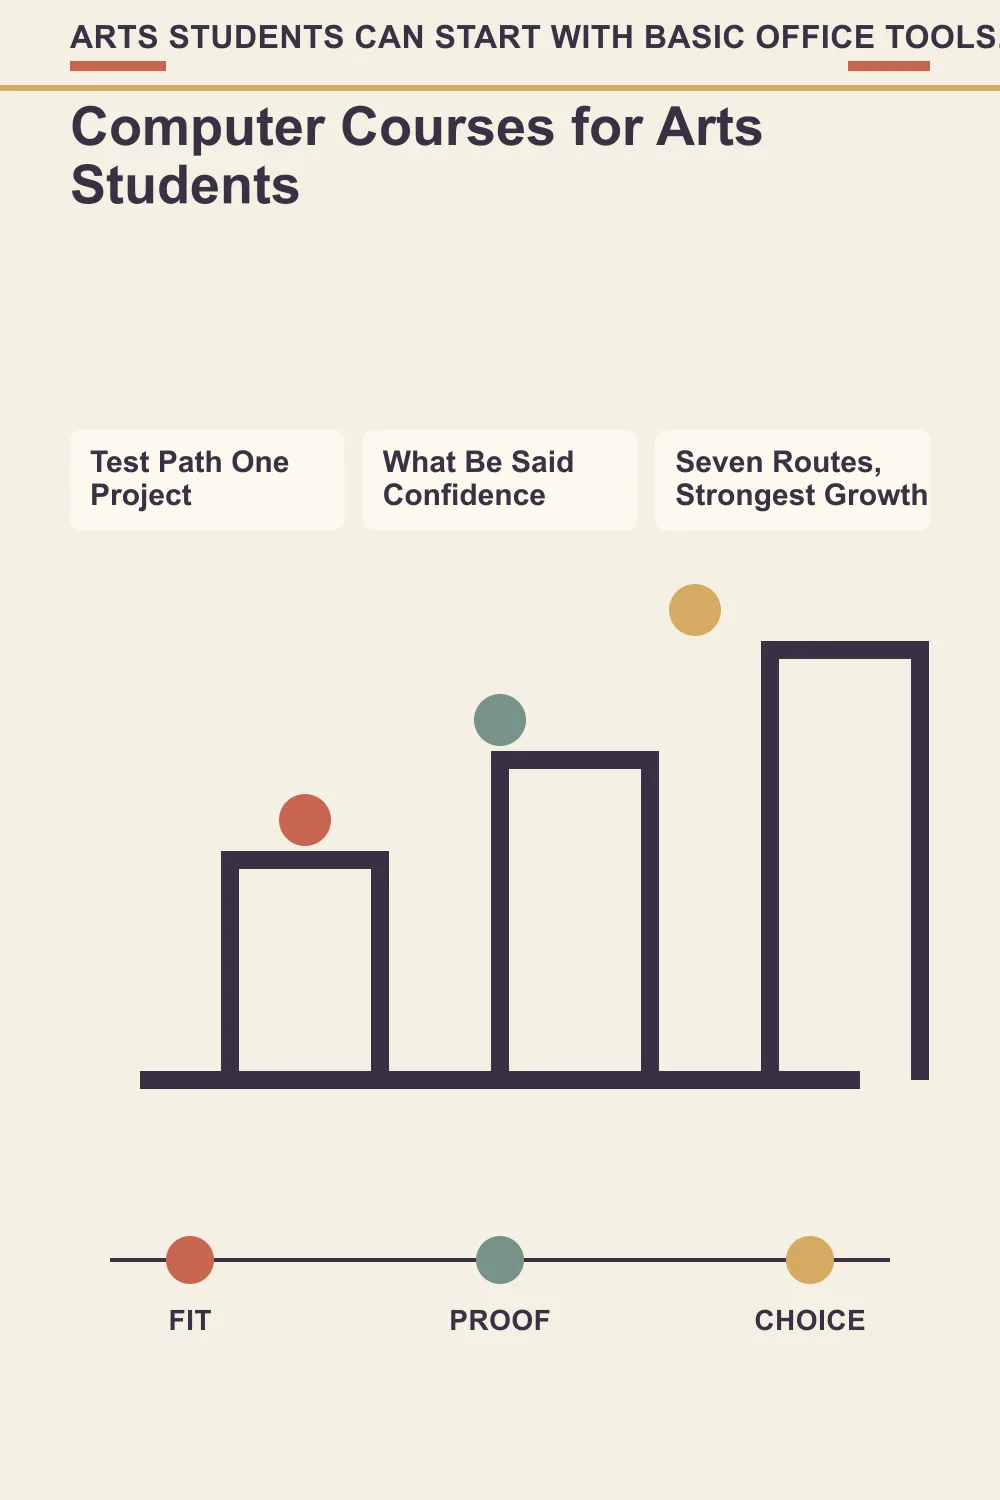 ARTS STUDENTS CAN START WITH BASIC OFFICE TOOLS.
Computer Courses for Arts
Students
Test Path One
Project
What Be Said
Confidence
Seven Routes,
Strongest Growth
FIT
PROOF
CHOICE